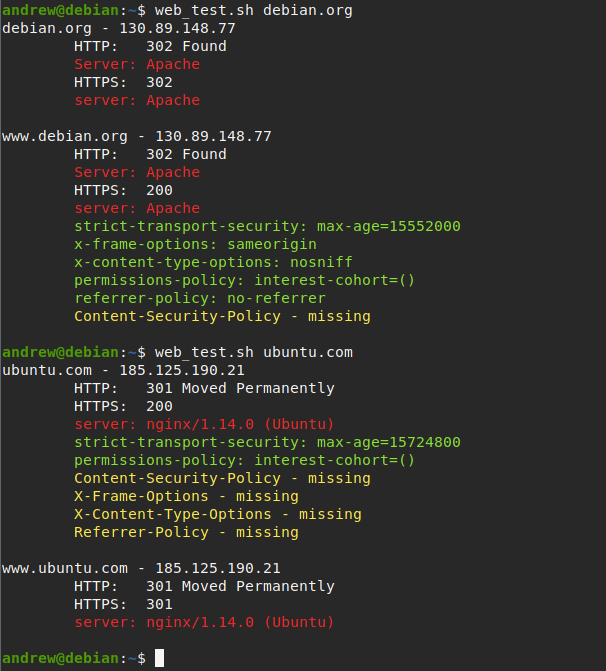 andrew@debian:~$ web_test.sh debian.org
debian.org - 130.89.148.77
HTTP: 302 Found
Server: Apache
HTTPS: 302
server: Apache
www.debian.org - 130.89.148.77
HTTP: 302 Found
Server: Apache
HTTPS: 200
server: Apache
strict-transport-security: max-age=15552000
x-frame-options: sameorigin
x-content-type-options: nosniff
permissions-policy: interest-cohort=()
referrer-policy: no-referrer
Content-Security-Policy - missing
andrew@debian:~$ web_test.sh ubuntu.com
ubuntu.com - 185.125.190.21
HTTP: 301 Moved Permanently
HTTPS: 200
server: nginx/1.14.0 (Ubuntu)
strict-transport-security: max-age=15724800
permissions-policy: interest-cohort=()
Content-Security-Policy - missing
X-Frame-Options - missing
X-Content-Type-Options - missing
Referrer-Policy - missing
www.ubuntu.com - 185.125.190.21
HTTP: 301 Moved Permanently
HTTPS: 301
server: nginx/1.14.0 (Ubuntu)
andrew@debian:~$